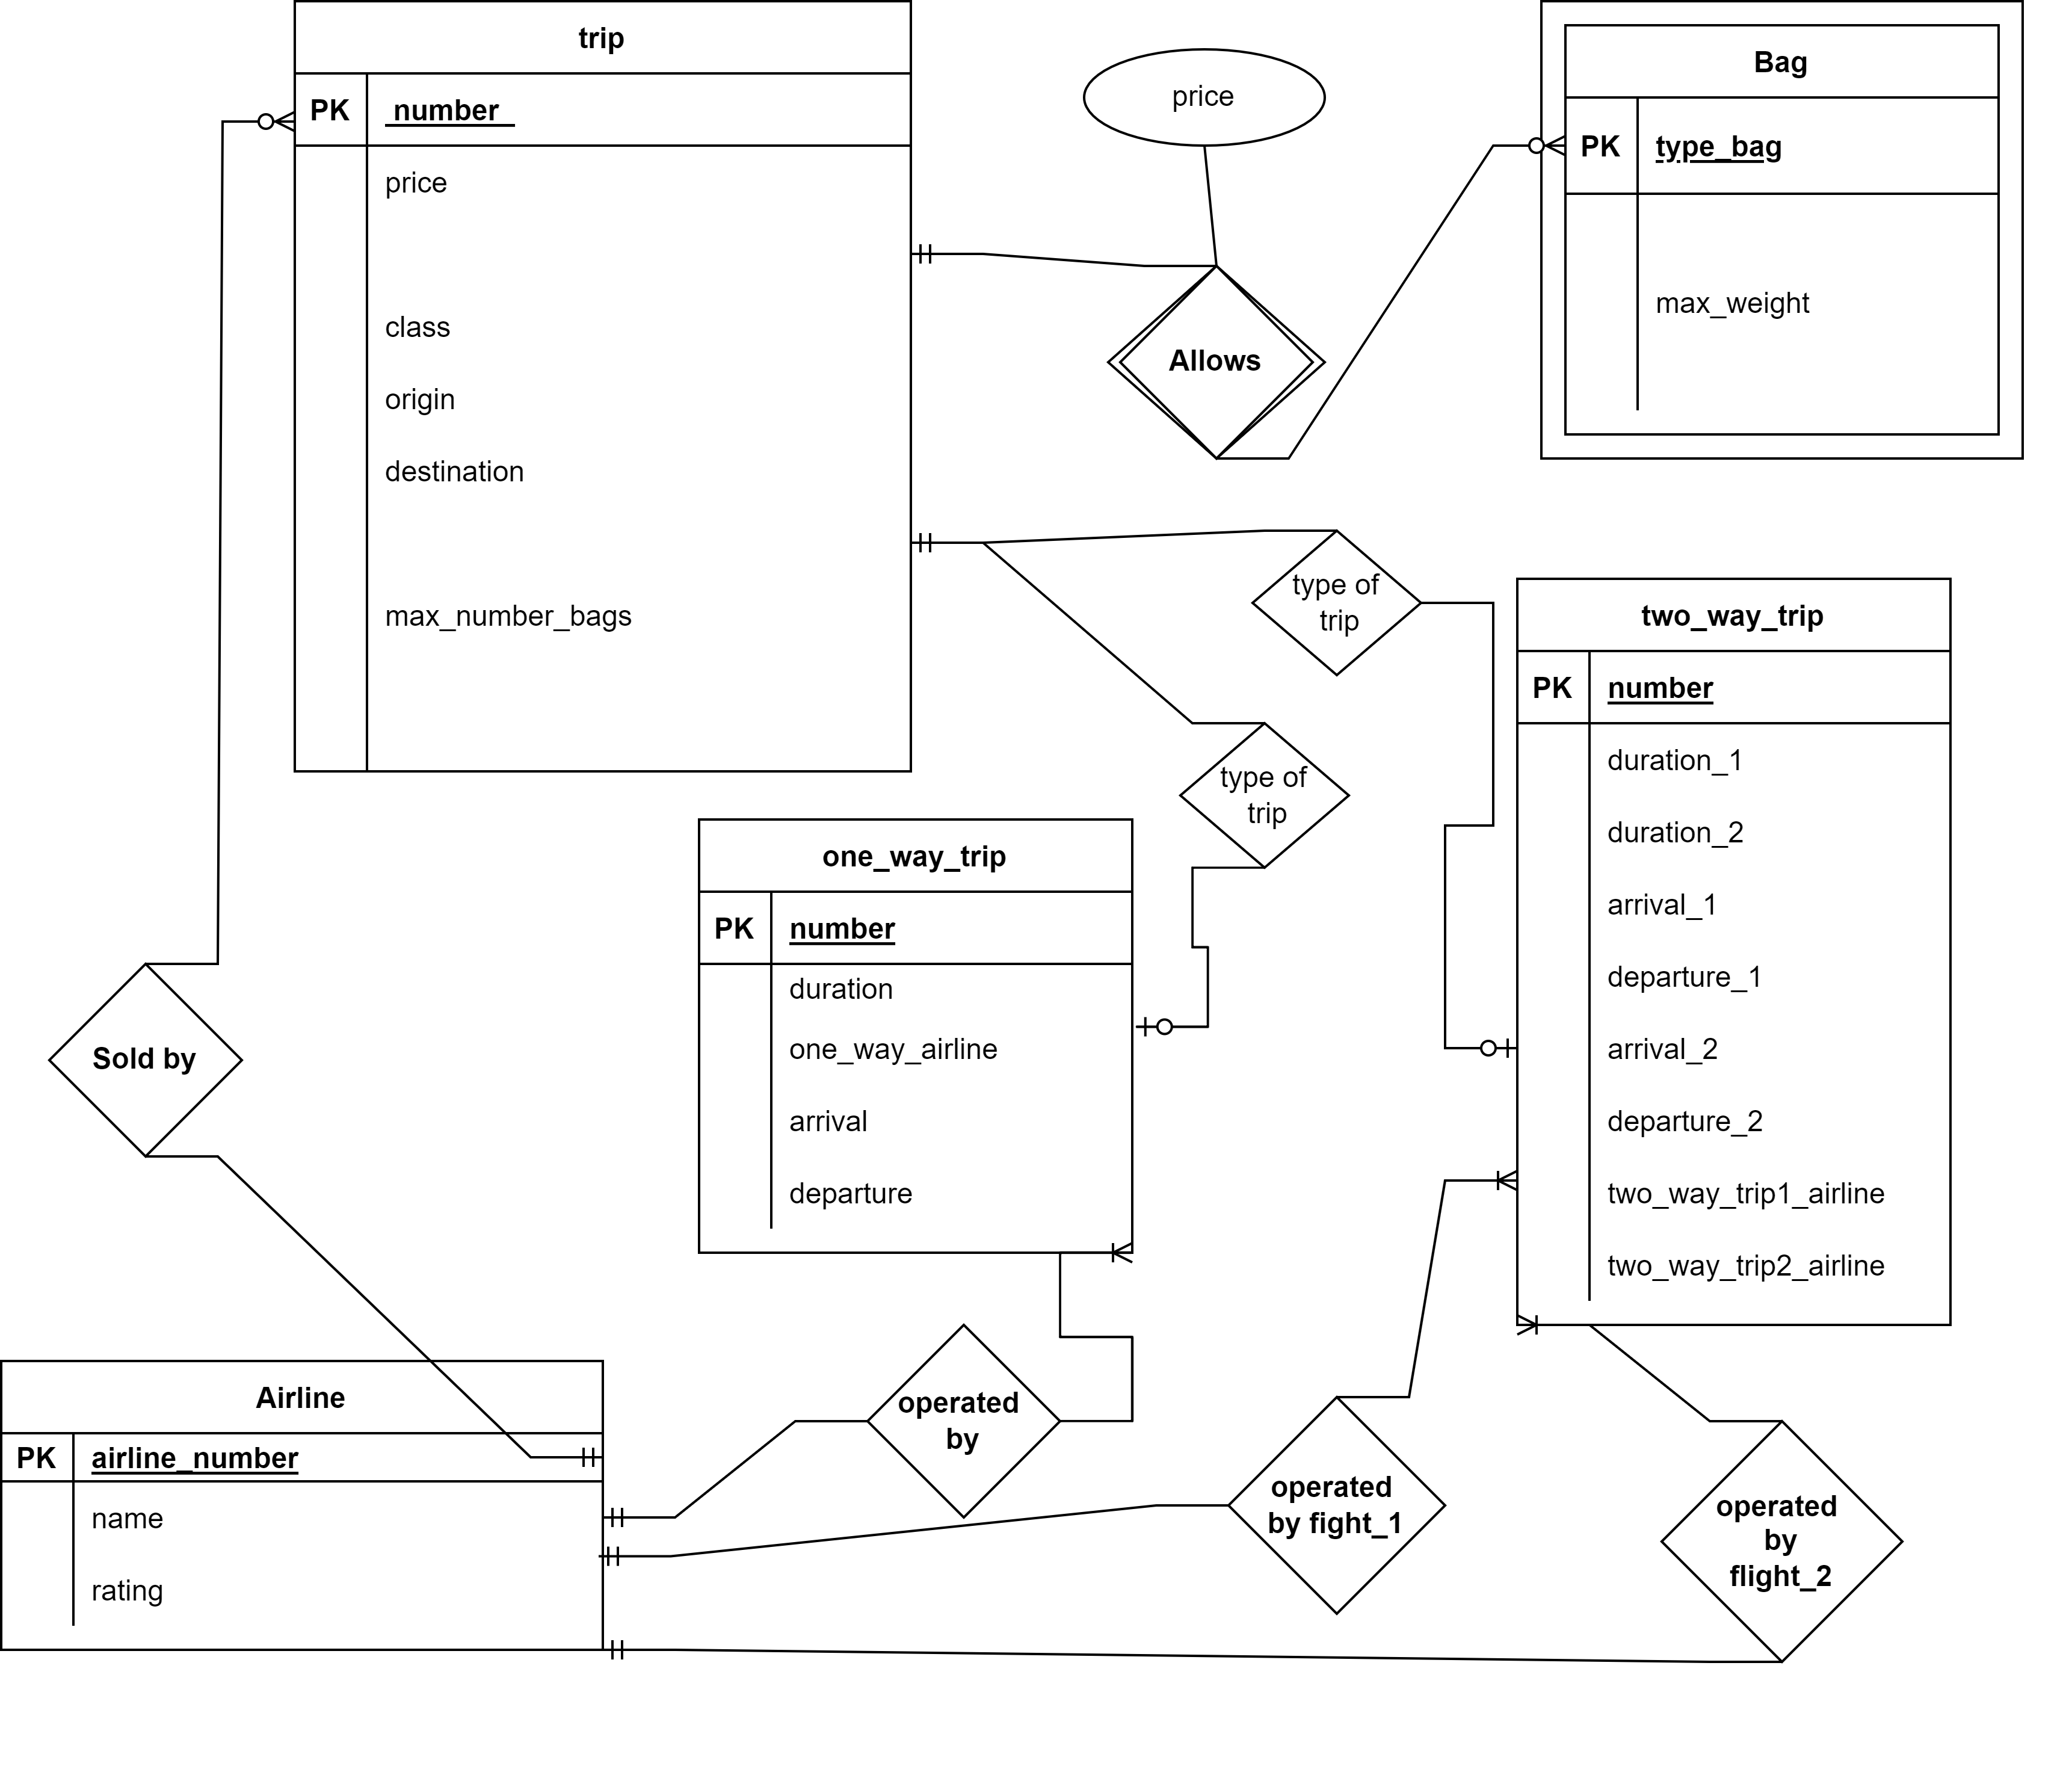 trip
PK
number
price
class
origin
destination
max_number_bags
price
Allows
Bag
PK
type_bag
max_weight
type of
trip
type of
trip
two_way_trip
PK
number
duration_1
duration_2
arrival_1
departure_1
arrival_2
departure_2
two_way_trip1_airline
two_way_trip2_airline
one_way_trip
PK
number
duration
one_way_airline
arrival
departure
Sold by
Airline
PK
airline_number
name
rating
operated
by
operated
by fight_1
operated
by
flight_2